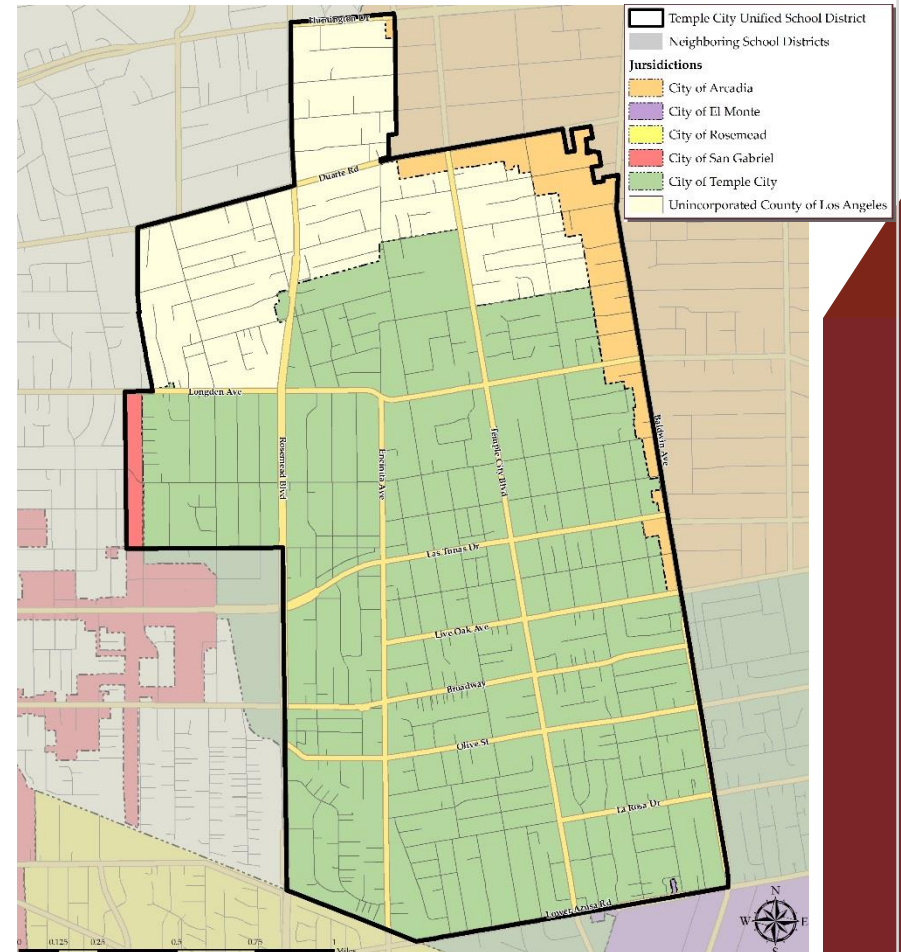 Temple City Unified School District
Neighboring School Districts
Jursidictions
City of Arcadia
City of El Monte
City of Rosemead
City of San Gabriel
City of Temple City
Unincorporated County of Los Angeles
Huntington Dr
Duarte Rd
Longden Ave
Rosemead Blvd
Encinita Ave
Temple City Blvd
Baldwin Ave
Las Tunas Dr
Live Oak Ave
Broadway
Olive St
La Rosa Dr
Lower Azusa Rd
N
W E
S
0 0.125 0.25 0.5 0.75 1
Miles